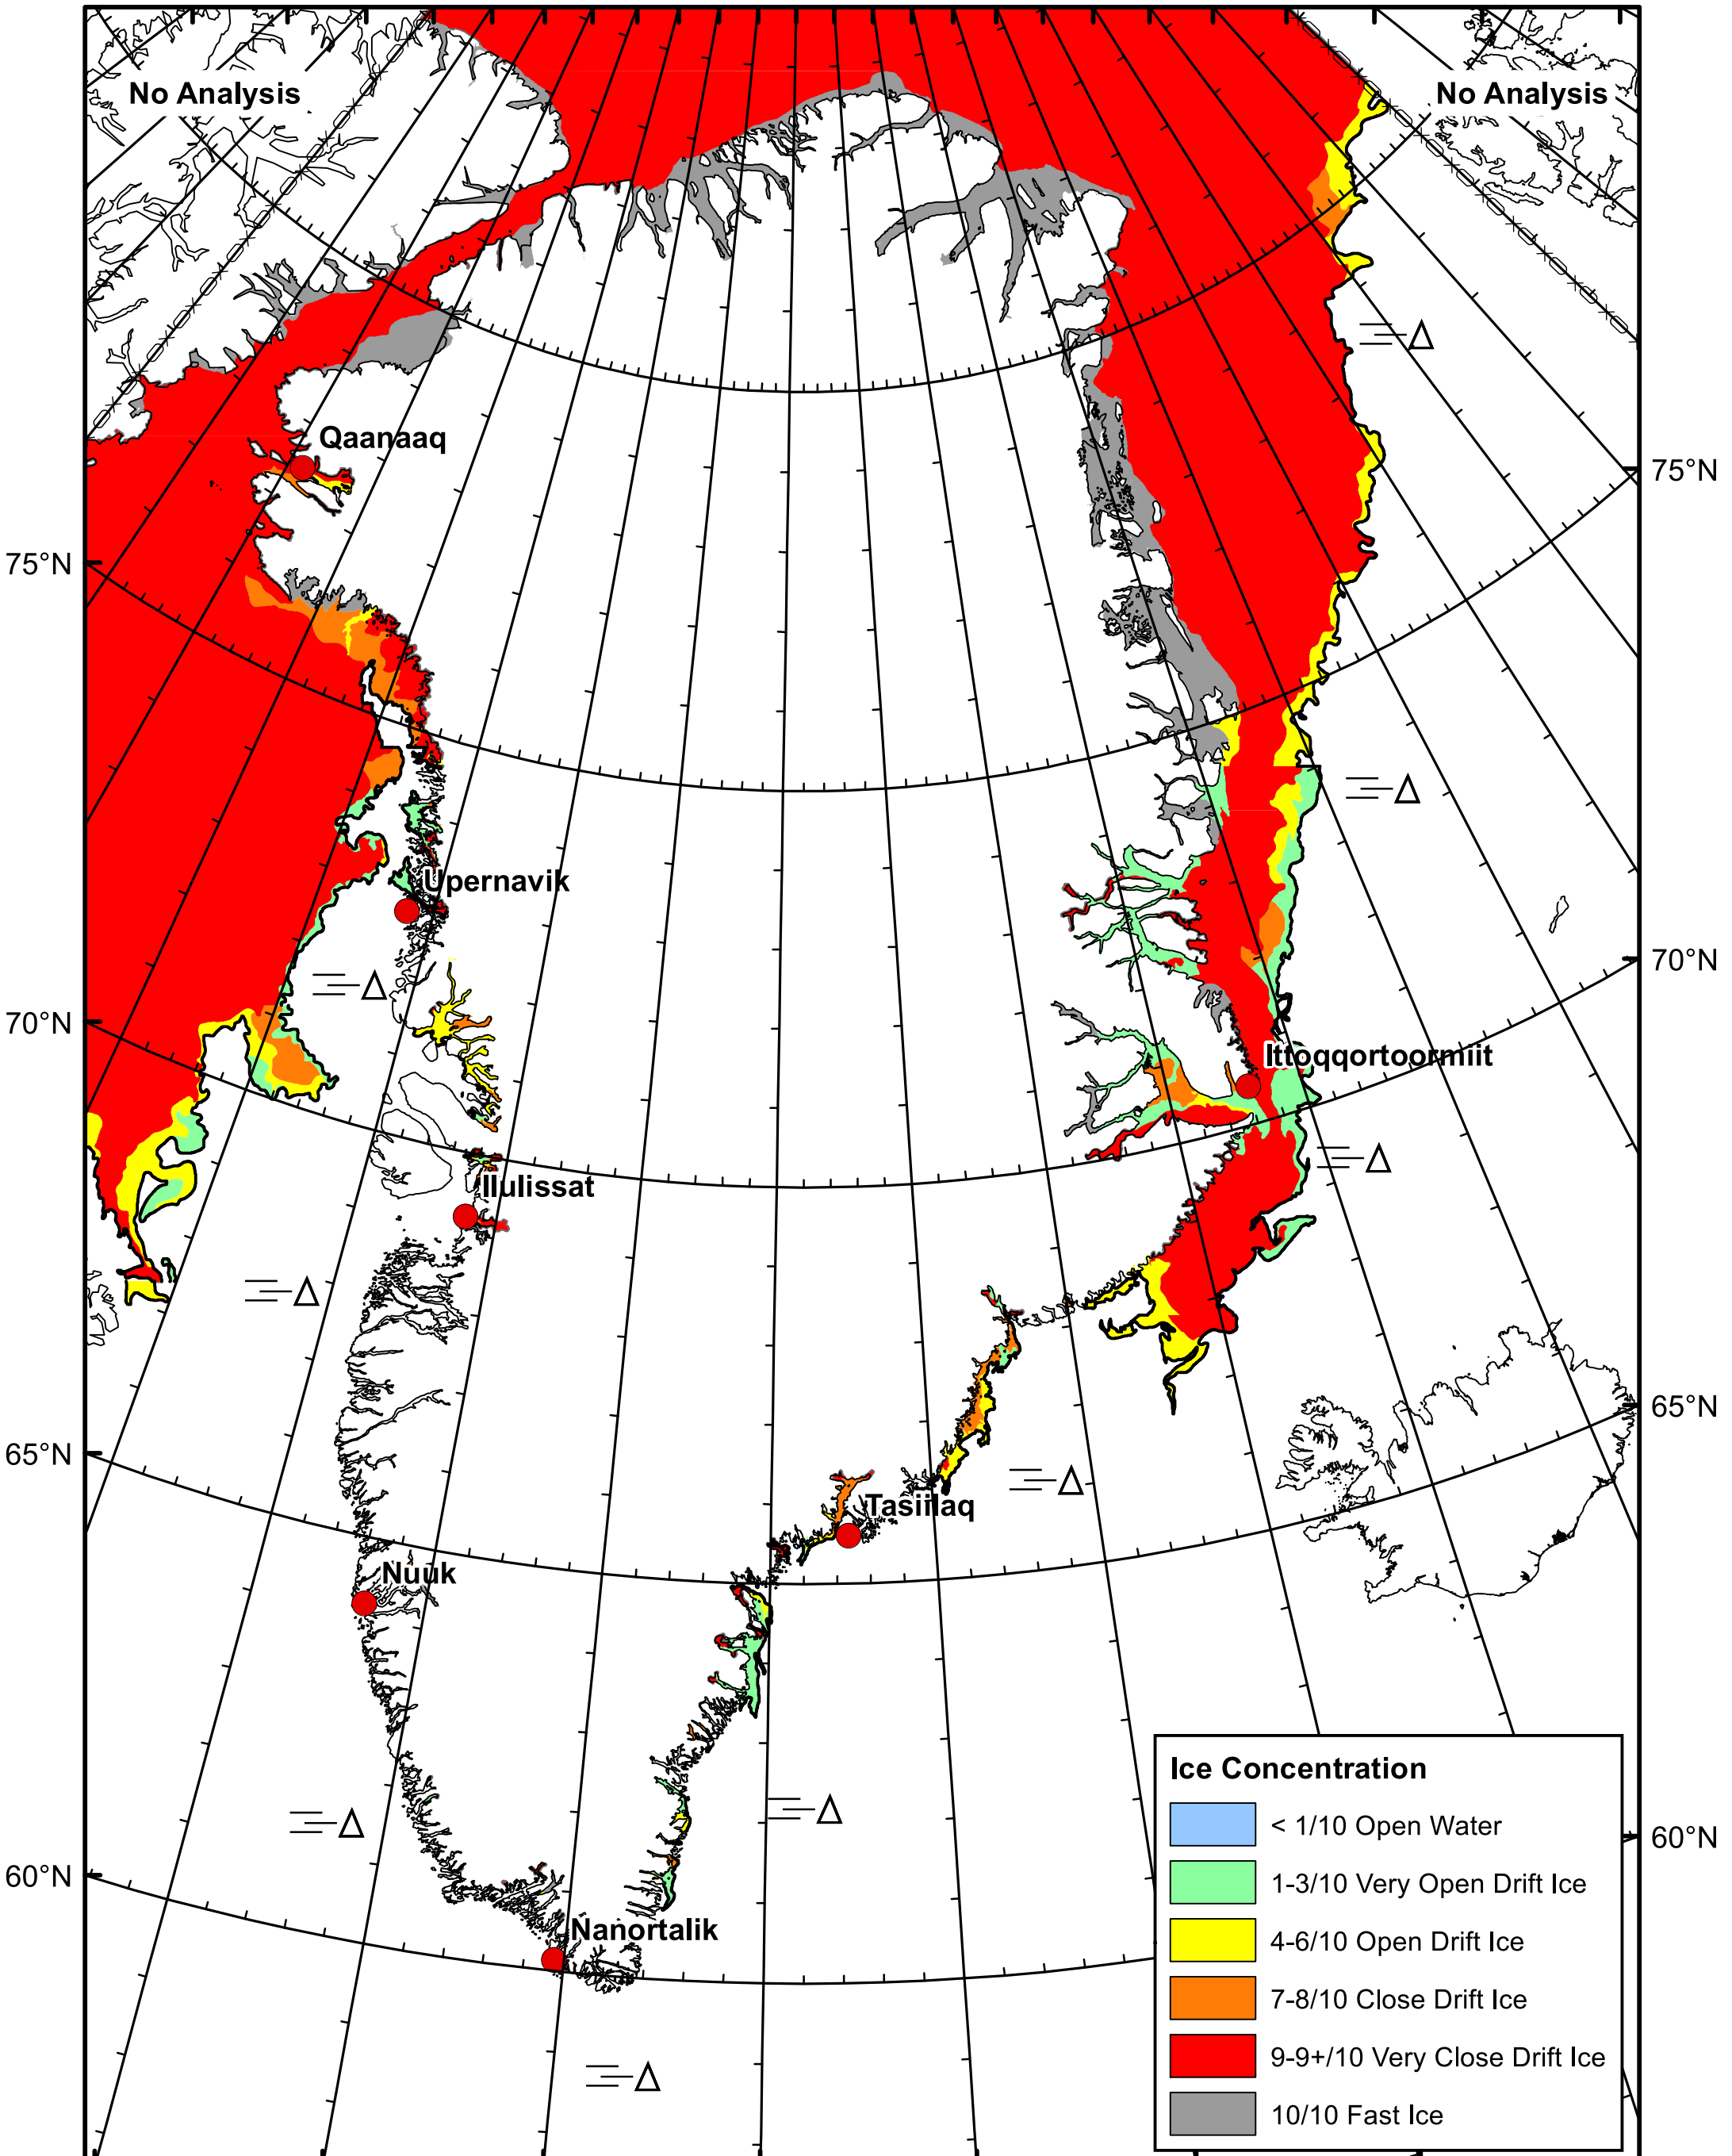 No Analysis
No Analysis
Qaanaaq
75°N
75°N
Upernavik
70°N
70°N
Ittoqqortoormiit
Ilulissat
65°N
65°N
Tasiilaq
Nuuk
Ice Concentration
< 1/10 Open Water
60°N
60°N
1-3/10 Very Open Drift Ice
Nanortalik
4-6/10 Open Drift Ice
7-8/10 Close Drift Ice
9-9+/10 Very Close Drift Ice
10/10 Fast Ice